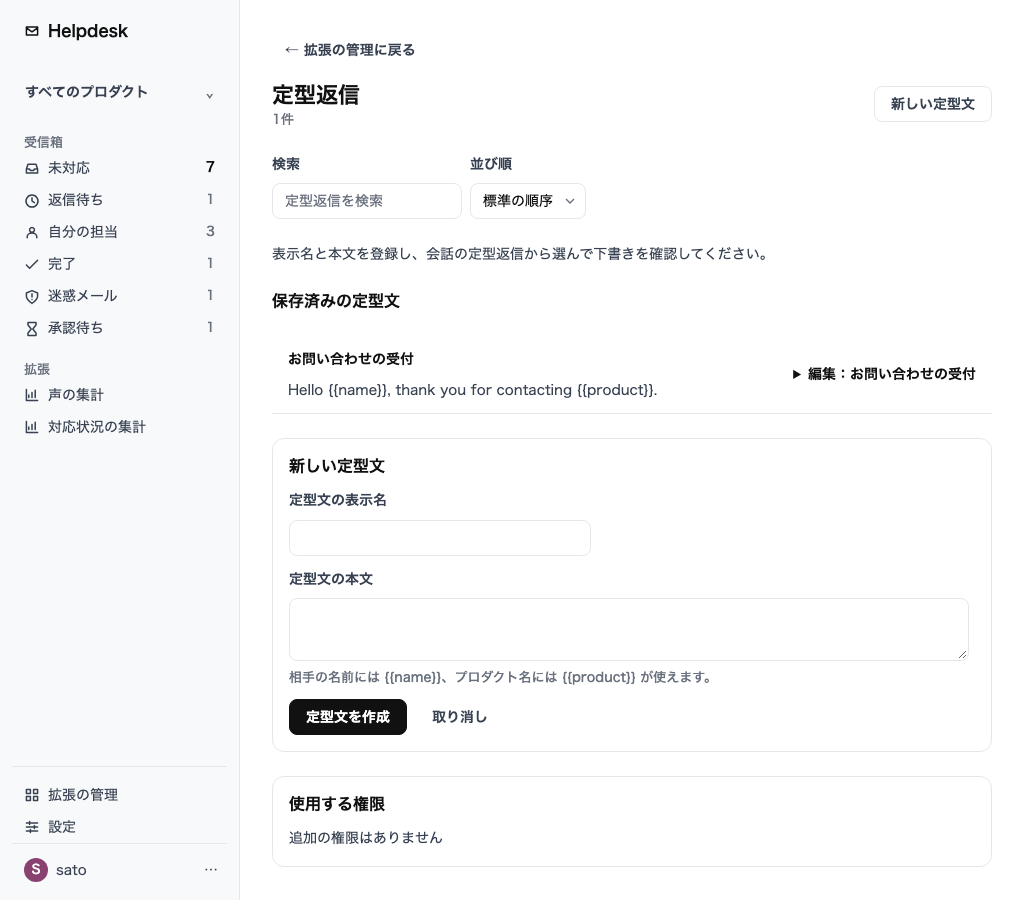 Helpdesk
すべてのプロダクト
受信箱
未対応 7
返信待ち 1
自分の担当 3
完了 1
迷惑メール 1
承認待ち 1
拡張
声の集計
対応状況の集計
拡張の管理
設定
S sato ...
← 拡張の管理に戻る
定型返信
1件
新しい定型文
検索 並び順
定型返信を検索 標準の順序
表示名と本文を登録し、会話の定型返信から選んで下書きを確認してください。
保存済みの定型文
お問い合わせの受付
Hello {{name}}, thank you for contacting {{product}}.
▶ 編集：お問い合わせの受付
新しい定型文
定型文の表示名
定型文の本文
相手の名前には {{name}}、プロダクト名には {{product}} が使えます。
定型文を作成 取り消し
使用する権限
追加の権限はありません